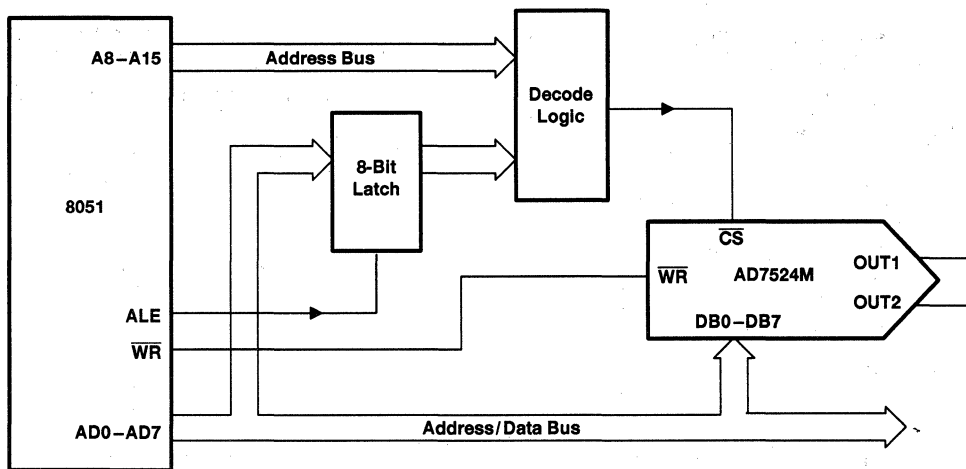 A8–A15
Address Bus
Decode
Logic
8-Bit
Latch
8051
CS
WR
AD7524M
OUT1
OUT2
DB0–DB7
ALE
WR
AD0–AD7
Address/Data Bus